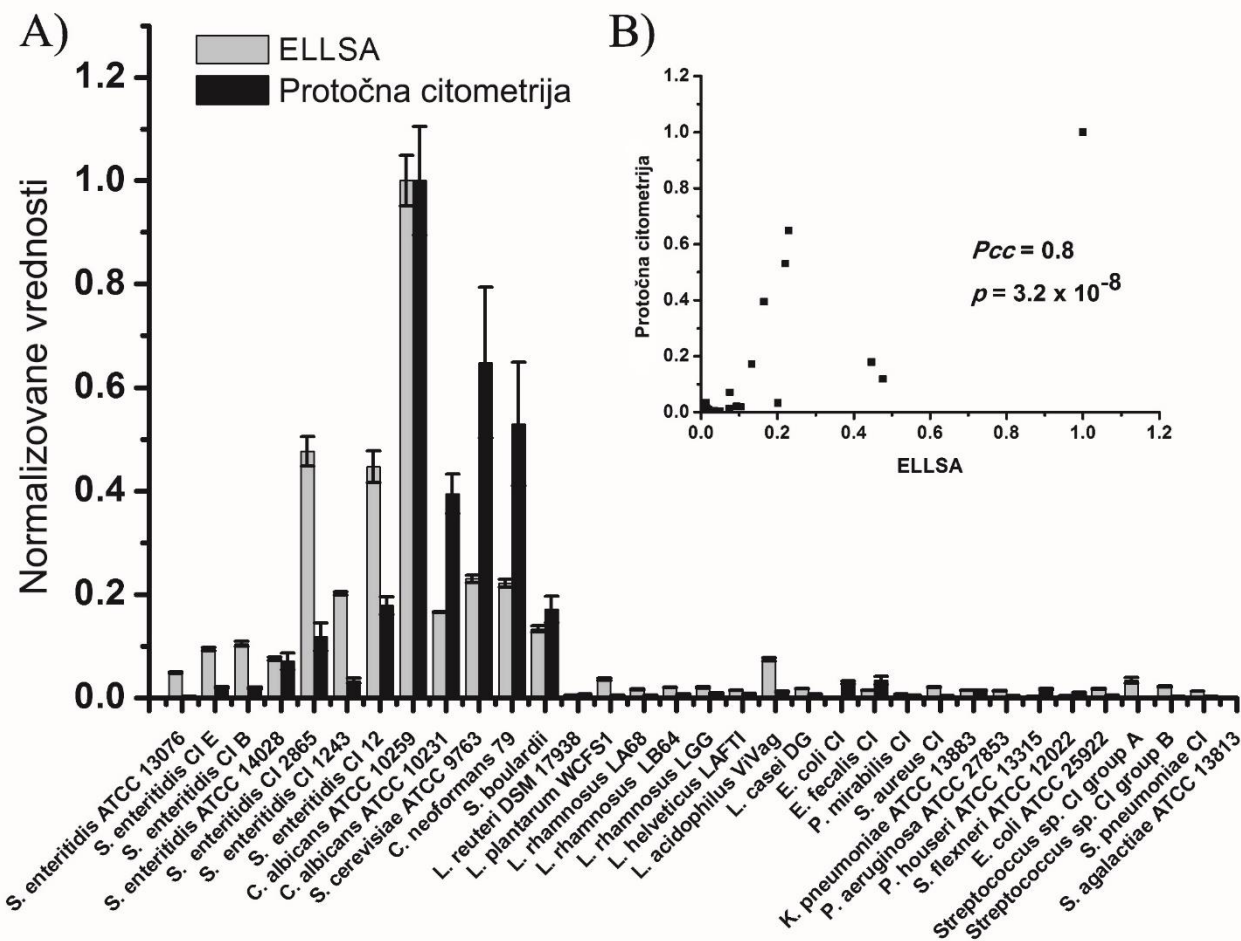 A)
ELLSA
Protočna citometrija
Normalizovane vrednosti
1.2
1.0
0.8
0.6
0.4
0.2
0.0
S. enteritidis ATCC 13076
S. enteritidis CI E
S. enteritidis CI B
S. enteritidis ATCC 14028
S. enteritidis CI 2865
S. enteritidis CI 1243
S. enteritidis CI 12
C. albicans ATCC 10259
C. albicans ATCC 10231
S. cerevisiae ATCC 9763
C. neoformans 79
S. boulardii
L. reuteri DSM 17938
L. plantarum WCFS1
L. rhamnosus LA68
L. rhamnosus LB64
L. rhamnosus LGG
L. helveticus LAFTI
L. acidophilus ViVag
L. casei DG
E. coli CI
E. fecalis CI
P. mirabilis CI
S. aureus CI
K. pneumoniae ATCC 13883
P. aeruginosa ATCC 27853
P. houseri ATCC 13315
S. flexneri ATCC 12022
E. coli ATCC 25922
Streptococcus sp. CI group A
Streptococcus sp. CI group B
S. pneumoniae CI
S. agalactiae ATCC 13813
B)
Protočna citometrija
1.2
1.0
0.8
0.6
0.4
0.2
0.0
Pcc = 0.8
p = 3.2 x 10⁻⁸
0.0 0.2 0.4 0.6 0.8 1.0 1.2
ELLSA